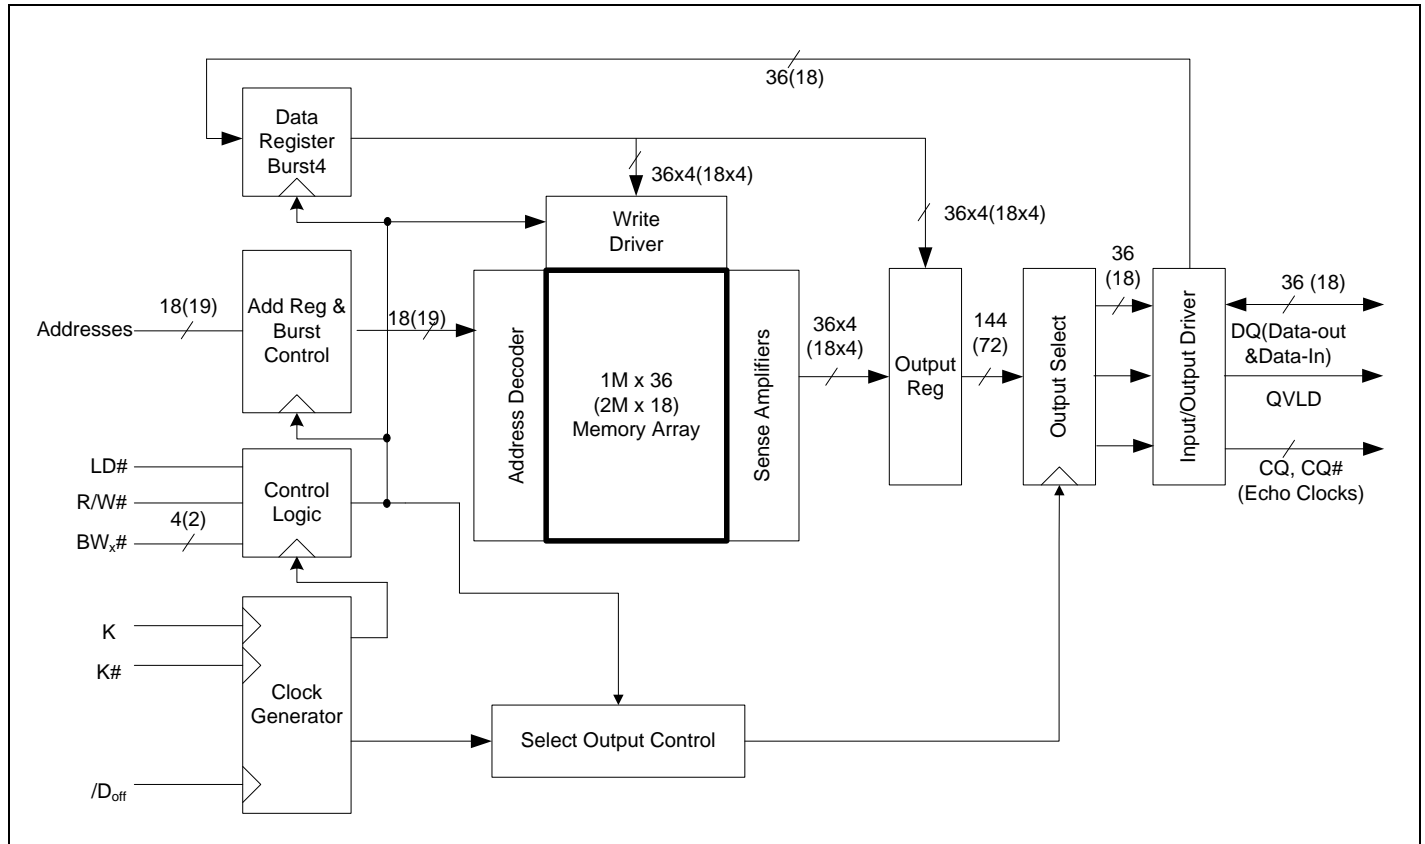 36(18)
Data
Register
Burst4
36x4(18x4)
Write
Driver
36x4(18x4)
Addresses
18(19)
Add Reg &
Burst
Control
18(19)
Address Decoder
1M x 36
(2M x 18)
Memory Array
Sense Amplifiers
36x4
(18x4)
Output
Reg
144
(72)
Output Select
36
(18)
Input/Output Driver
36 (18)
DQ(Data-out
&Data-In)
QVLD
CQ, CQ#
(Echo Clocks)
LD#
R/W#
BWx#
4(2)
Control
Logic
K
K#
/Doff
Clock
Generator
Select Output Control